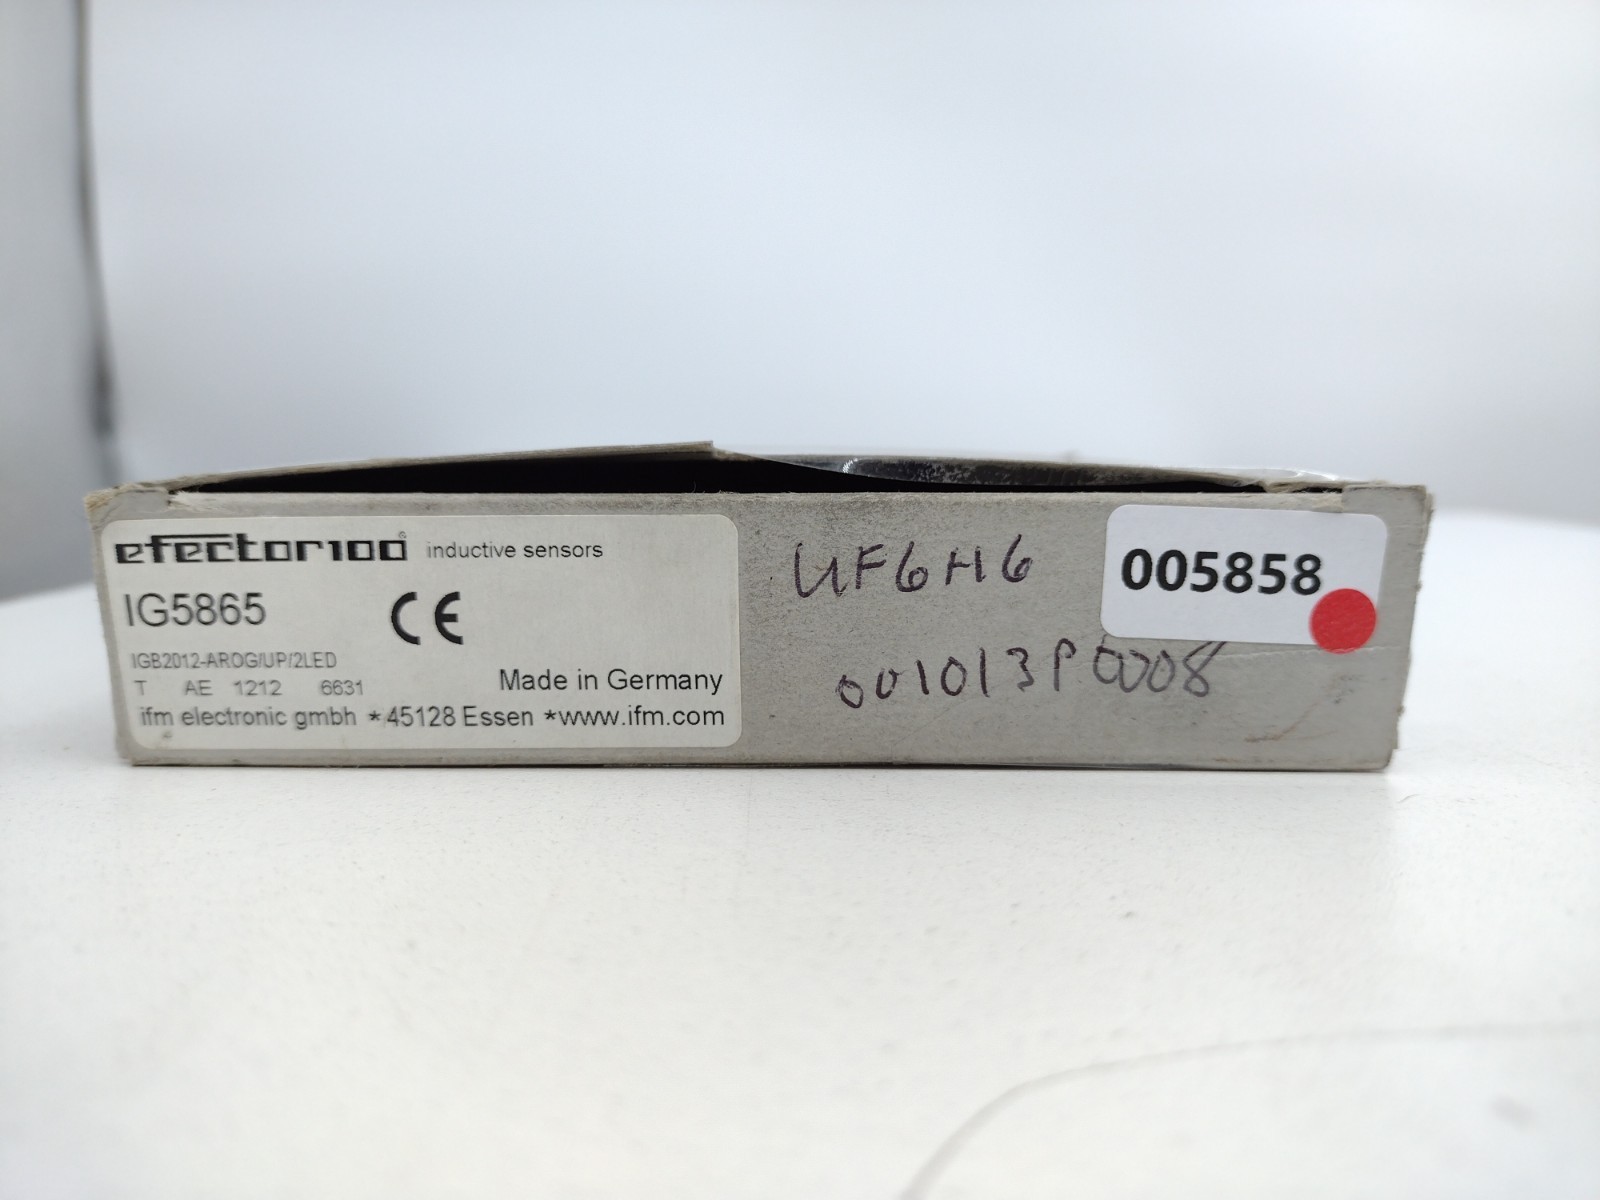 efector100® inductive sensors
IG5865 CE
IGB2012-AROG/UP/2LED
T AE 1212 6631
Made in Germany
ifm electronic gmbh *45128 Essen *www.ifm.com
UF6H6
001013P0008
005858